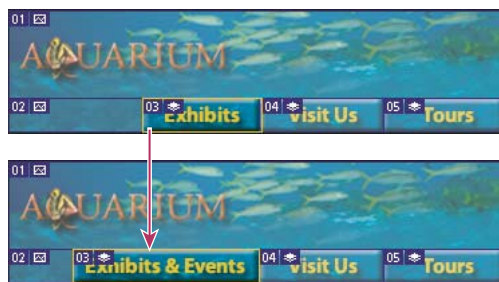 01
AQUARIUM
02 03 Exhibits 04 Visit Us 05 Tours
01
AQUARIUM
02 03 Exhibits & Events 04 Visit Us 05 Tours